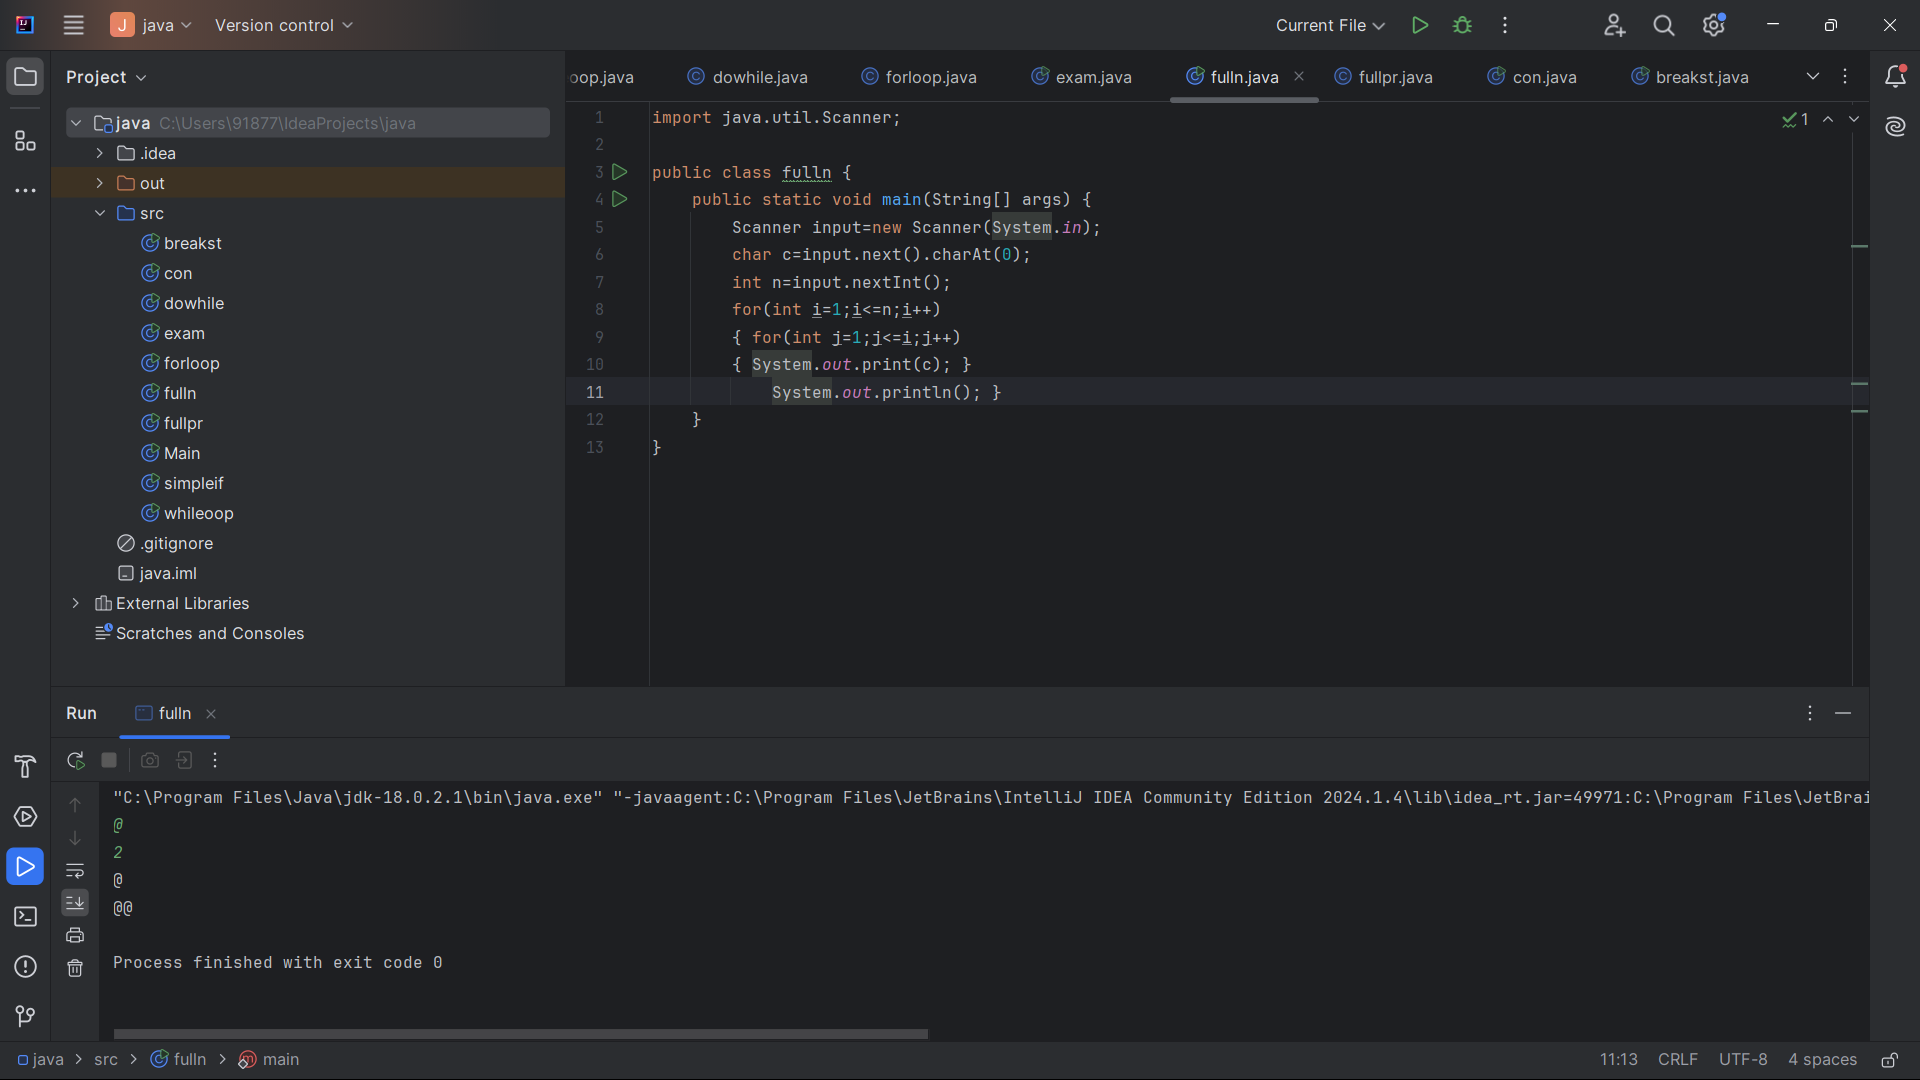 J java Version control Current File
Project
oop.java dowhile.java forloop.java exam.java fulln.java fullpr.java con.java breakst.java
java C:\Users\91877\IdeaProjects\java
.idea
out
src
breakst
con
dowhile
exam
forloop
fulln
fullpr
Main
simpleif
whileoop
.gitignore
java.iml
External Libraries
Scratches and Consoles
1 import java.util.Scanner;
2
3 public class fulln {
4 public static void main(String[] args) {
5 Scanner input=new Scanner(System.in);
6 char c=input.next().charAt(0);
7 int n=input.nextInt();
8 for(int i=1;i<=n;i++)
9 { for(int j=1;j<=i;j++)
10 { System.out.print(c); }
11 System.out.println(); }
12 }
13 }
1
Run fulln
"C:\Program Files\Java\jdk-18.0.2.1\bin\java.exe" "-javaagent:C:\Program Files\JetBrains\IntelliJ IDEA Community Edition 2024.1.4\lib\idea_rt.jar=49971:C:\Program Files\JetBrai
@
2
@
@@
Process finished with exit code 0
java > src > fulln > main 11:13 CRLF UTF-8 4 spaces